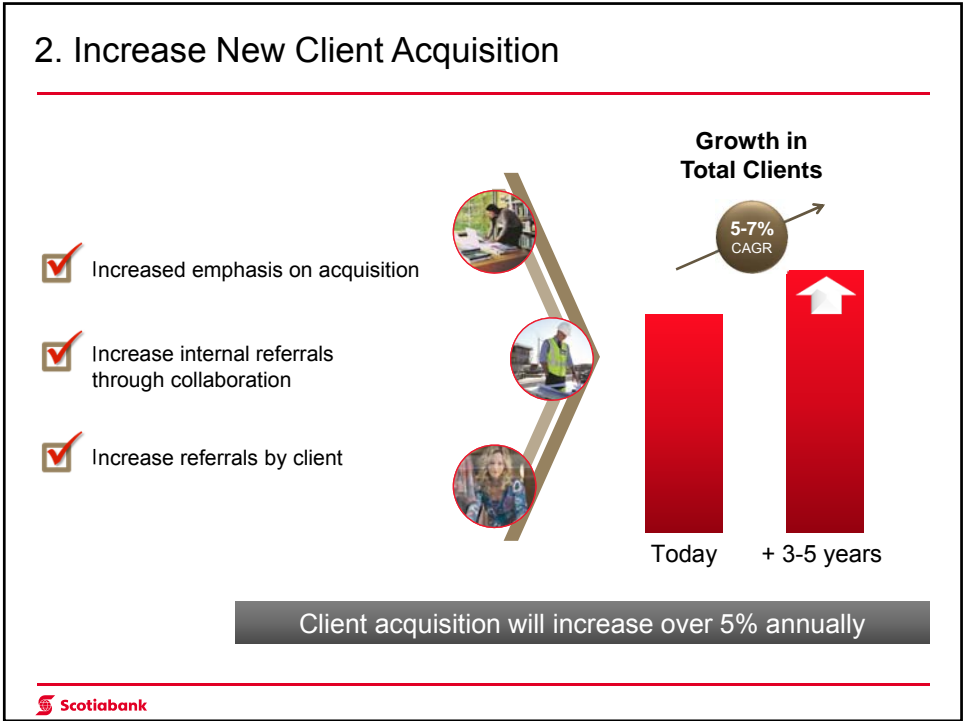 2. Increase New Client Acquisition
Growth in
Total Clients
5-7%
CAGR
Increased emphasis on acquisition
Increase internal referrals
through collaboration
Increase referrals by client
Today
+ 3-5 years
Client acquisition will increase over 5% annually
Scotiabank